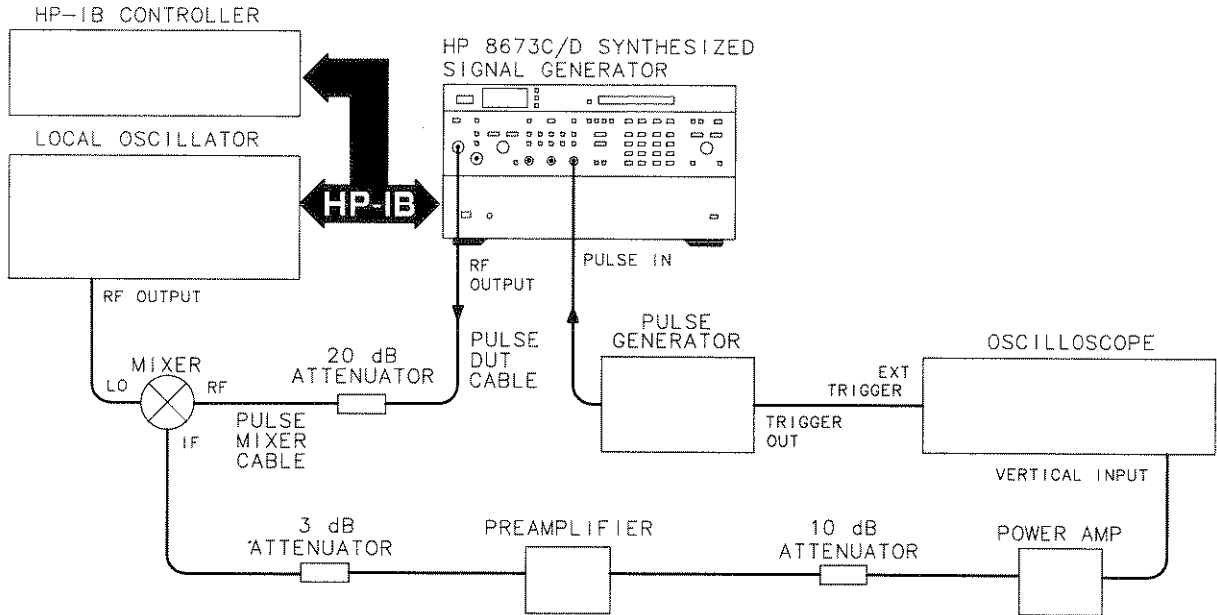 HP-IB CONTROLLER
HP 8673C/D SYNTHESIZED
SIGNAL GENERATOR
LOCAL OSCILLATOR
HP-IB
RF OUTPUT
RF
OUTPUT
PULSE IN
PULSE
DUT
CABLE
MIXER
LO
RF
IF
20 dB
ATTENUATOR
PULSE
MIXER
CABLE
PULSE
GENERATOR
TRIGGER
OUT
OSCILLOSCOPE
EXT
TRIGGER
VERTICAL INPUT
3 dB
ATTENUATOR
PREAMPLIFIER
10 dB
ATTENUATOR
POWER AMP